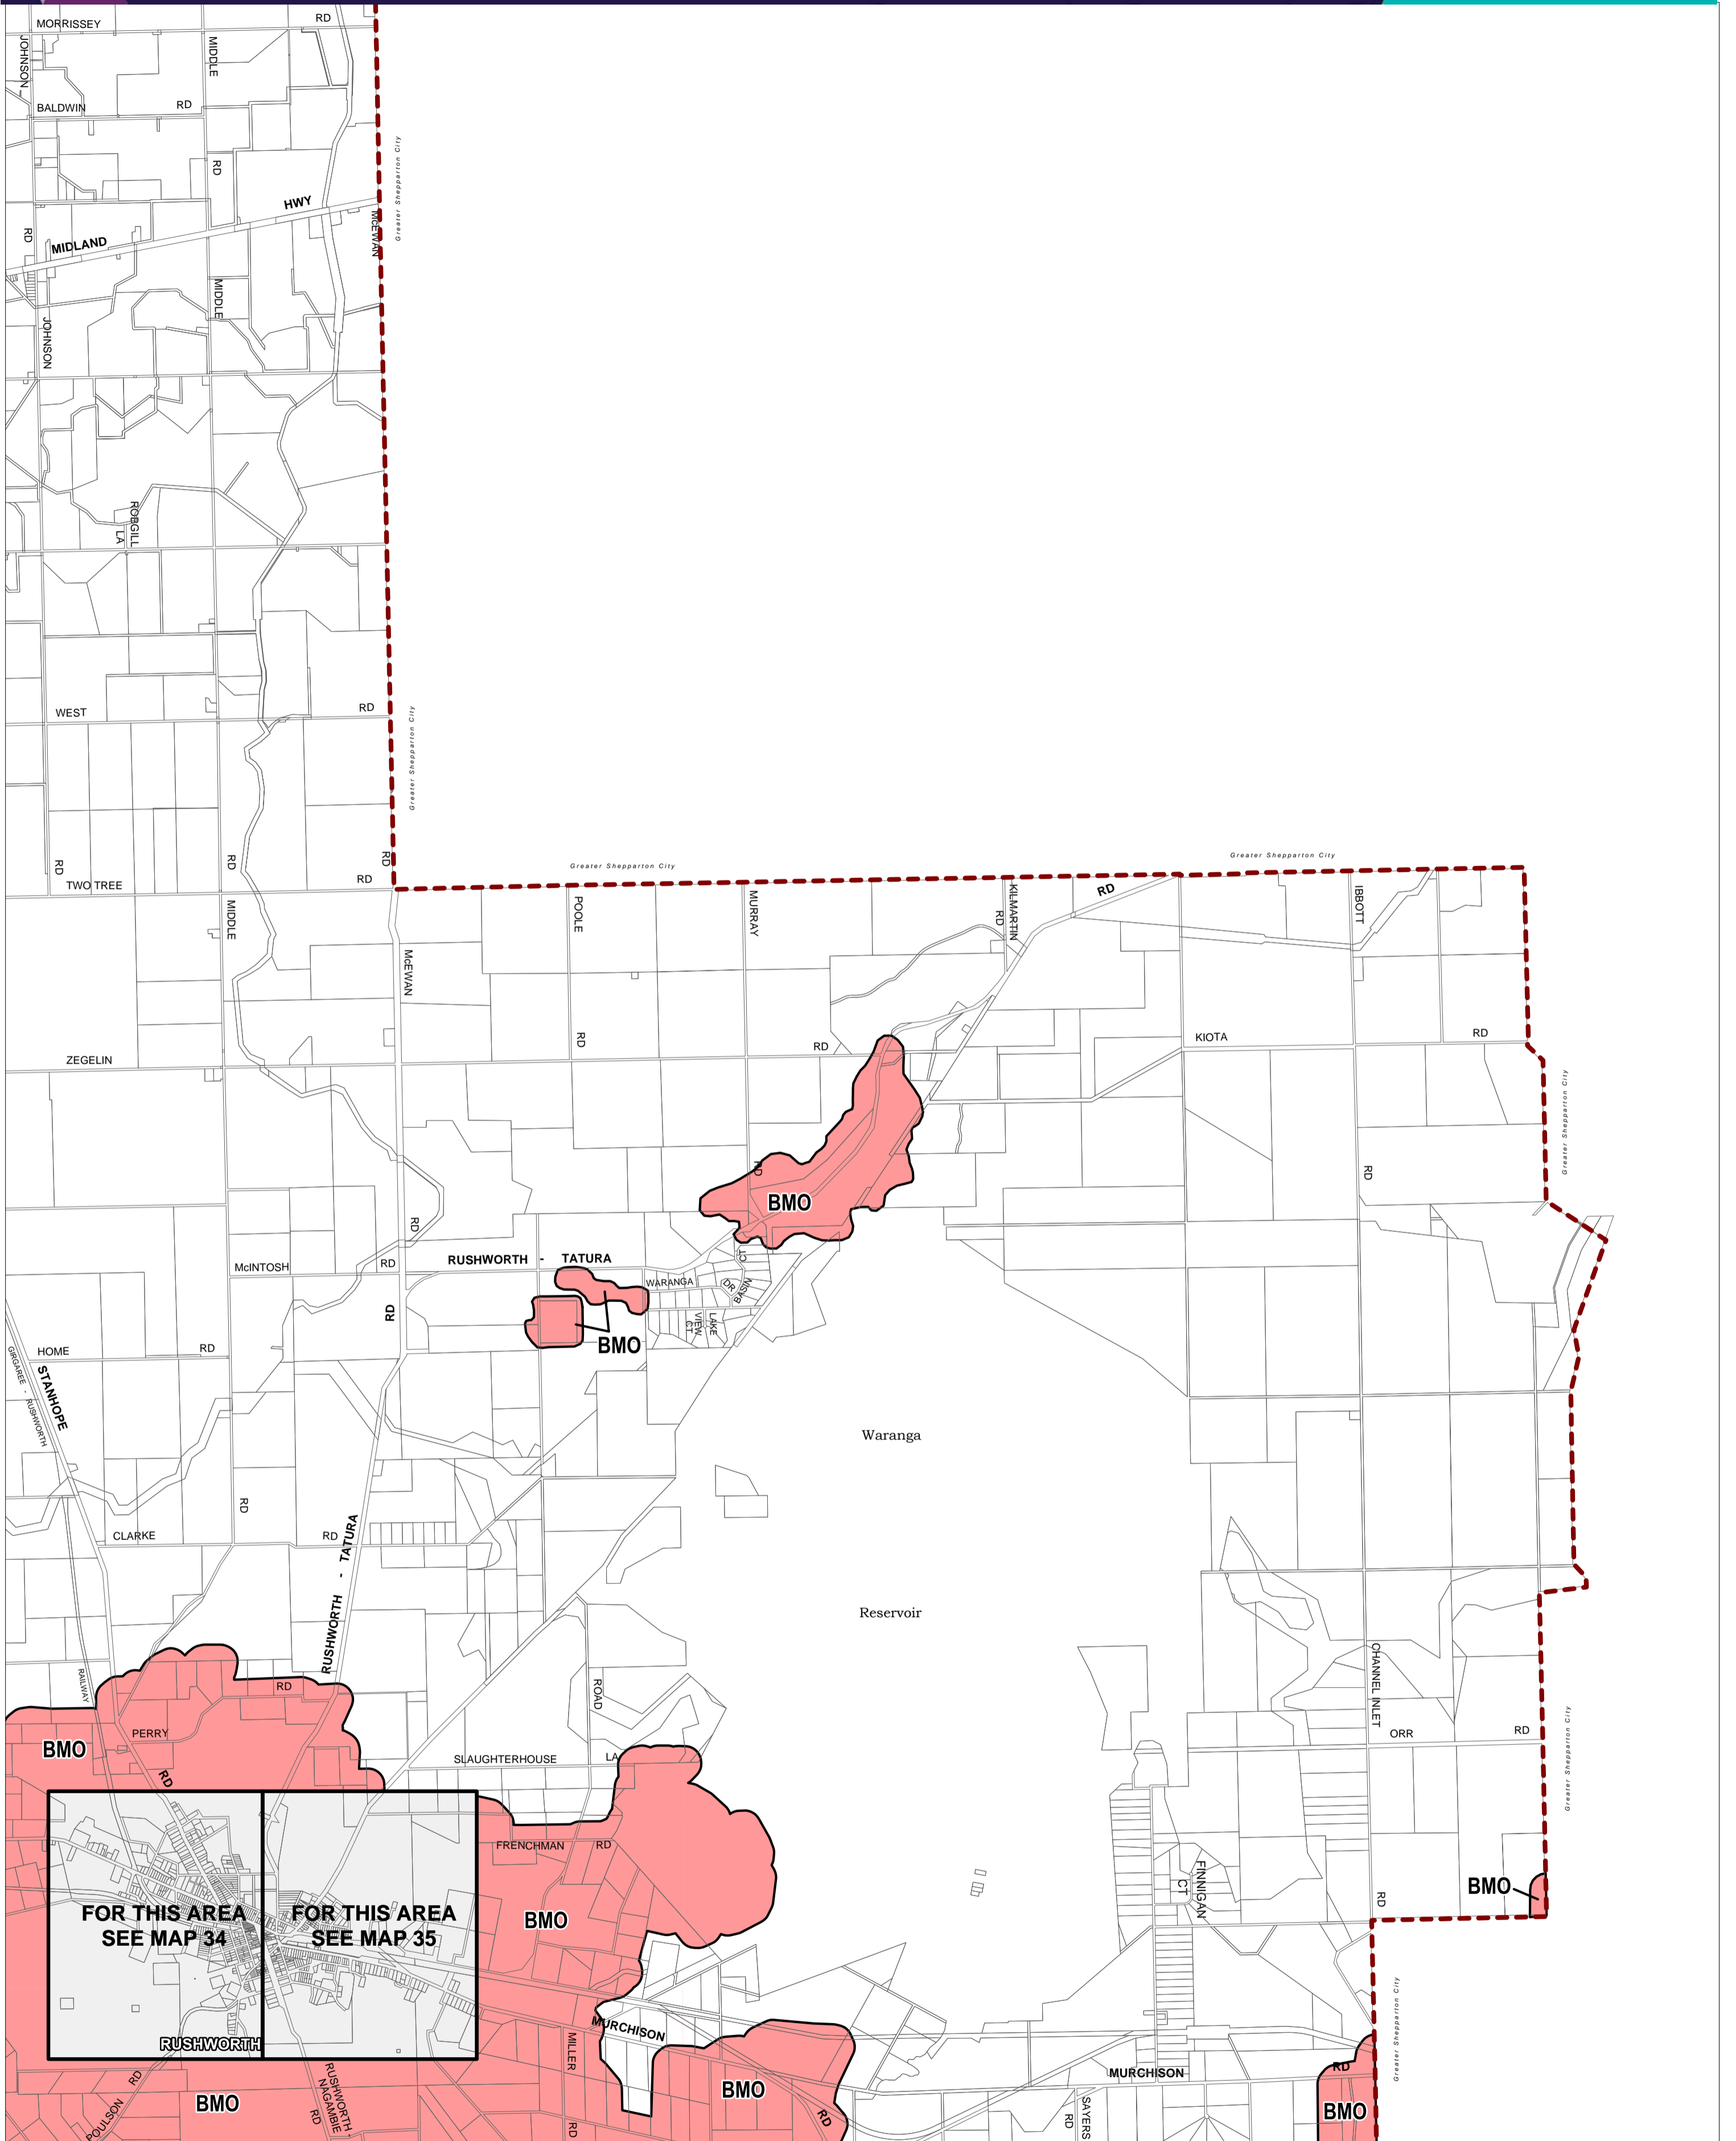 MORRISSEY RD
JOHNSON
MIDDLE
BALDWIN RD
RD
Greater Shepparton City
HWY
McEWAN
RD
MIDLAND
MIDDLE
JOHNSON
ROBGILL
LA
WEST RD
Greater Shepparton City
RD
RD
RD
TWO TREE RD
Greater Shepparton City
Greater Shepparton City
MIDDLE
POOLE
MURRAY
KILMARTIN
RD
RD
IBBOTT
McEWAN
RD
RD
KIOTA RD
ZEGELIN
Greater Shepparton City
RD
RD
BMO
RD
RUSHWORTH - TATURA
CT
McINTOSH RD
WARANGA
DR
BASIN
RD
LAKE
VIEW
CT
BMO
HOME RD
GIRGAREE - RUSHWORTH
STANHOPE
Waranga
RD
CLARKE RD
RUSHWORTH - TATURA
Reservoir
RAILWAY
RD
ROAD
CHANNEL INLET
PERRY
ORR RD
BMO
SLAUGHTERHOUSE LA
RD
Greater Shepparton City
FRENCHMAN RD
FINNIGAN
CT
BMO
RD
FOR THIS AREA
SEE MAP 34
FOR THIS AREA
SEE MAP 35
BMO
RUSHWORTH
MURCHISON
MILLER
Greater Shepparton City
RD
MURCHISON
POULSON RD
RUSHWORTH -
NAGAMBIE
RD
BMO
BMO
RD
RD
SAYERS
RD
BMO